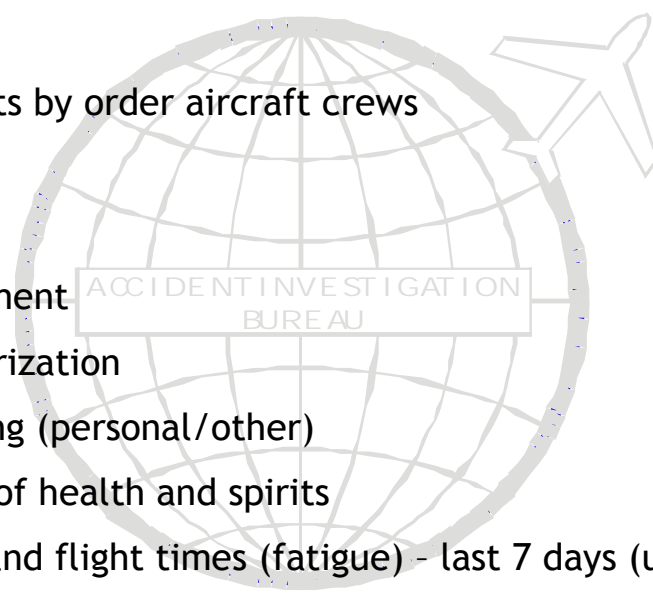 ts by order aircraft crews
nent
ACCIDENT INVESTIGATION
BUREAU
rization
ng (personal/other)
of health and spirits
nd flight times (fatigue) – last 7 days (u